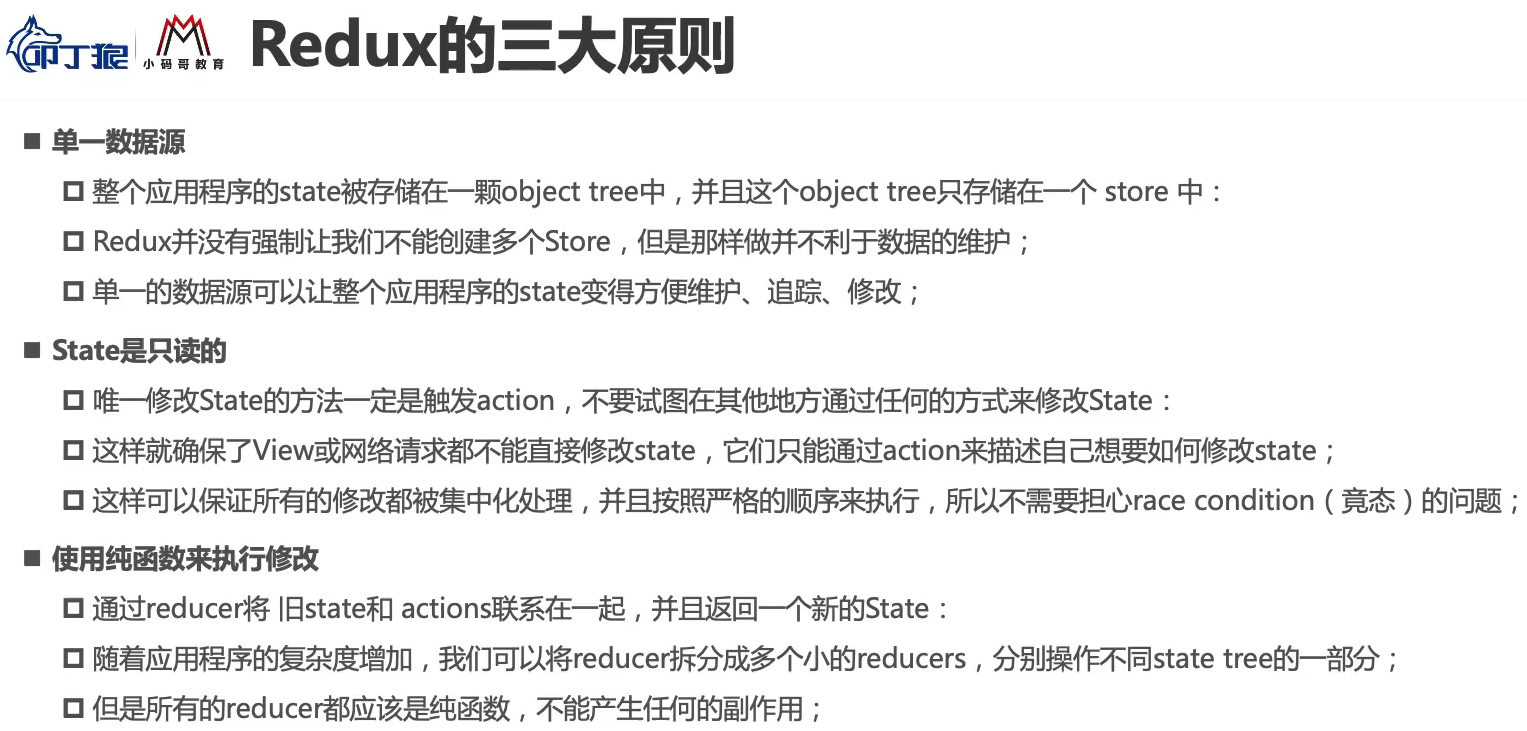 叩丁狼
小码哥教育
Redux的三大原则
单一数据源
整个应用程序的state被存储在一颗object tree中，并且这个object tree只存储在一个 store 中：
Redux并没有强制让我们不能创建多个Store，但是那样做并不利于数据的维护；
单一的数据源可以让整个应用程序的state变得方便维护、追踪、修改；
State是只读的
唯一修改State的方法一定是触发action，不要试图在其他地方通过任何的方式来修改State：
这样就确保了View或网络请求都不能直接修改state，它们只能通过action来描述自己想要如何修改state；
这样可以保证所有的修改都被集中化处理，并且按照严格的顺序来执行，所以不需要担心race condition（竟态）的问题；
使用纯函数来执行修改
通过reducer将 旧state和 actions联系在一起，并且返回一个新的State：
随着应用程序的复杂度增加，我们可以将reducer拆分成多个小的reducers，分别操作不同state tree的一部分；
但是所有的reducer都应该是纯函数，不能产生任何的副作用；